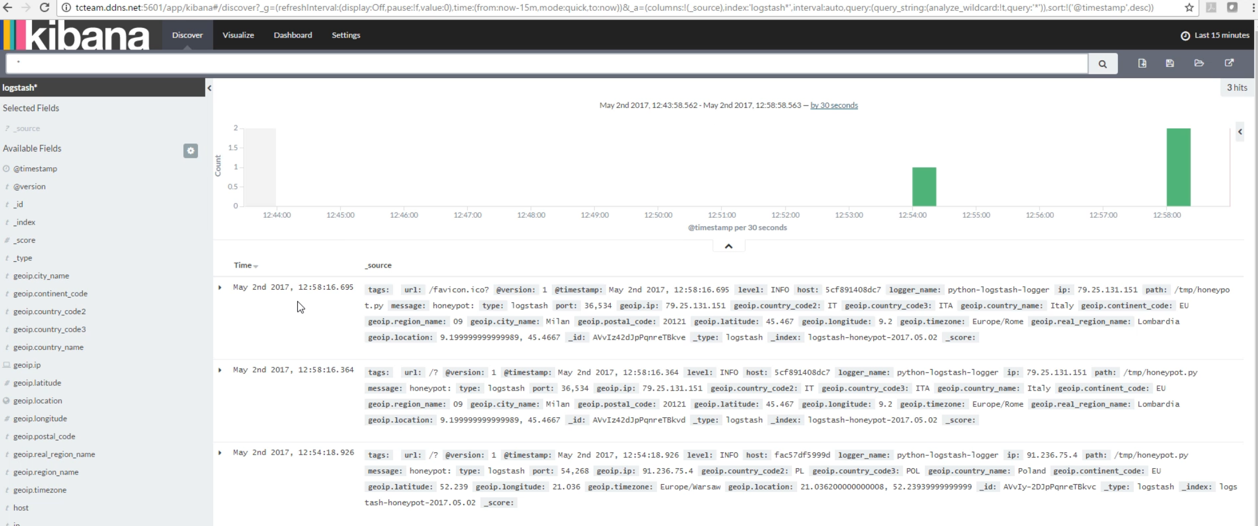 tcteam.ddns.net:5601/app/kibana#/discover?_g=(refreshInterval:(display:Off,pause:!f,value:0),time:(from:now-15m,mode:quick,to:now))&_a=(columns:!(_source),index:'logstash*',interval:auto,query:(query_string:(analyze_wildcard:!t,query:'*')),sort:!('@timestamp',desc))
kibana Discover Visualize Dashboard Settings Last 15 minutes
*
logstash* 3 hits
Selected Fields
? _source
Available Fields
@timestamp
t @version
t _id
t _index
# _score
t _type
t geoip.city_name
t geoip.continent_code
t geoip.country_code2
t geoip.country_code3
t geoip.country_name
geoip.ip
# geoip.latitude
geoip.location
# geoip.longitude
t geoip.postal_code
t geoip.real_region_name
t geoip.region_name
t geoip.timezone
t host
t ip
May 2nd 2017, 12:43:58.562 - May 2nd 2017, 12:58:58.563 — by 30 seconds
Count
2
1.5
1
0.5
0
12:44:00 12:45:00 12:46:00 12:47:00 12:48:00 12:49:00 12:50:00 12:51:00 12:52:00 12:53:00 12:54:00 12:55:00 12:56:00 12:57:00 12:58:00
@timestamp per 30 seconds
Time _source
May 2nd 2017, 12:58:16.695 tags: url: /favicon.ico? @version: 1 @timestamp: May 2nd 2017, 12:58:16.695 level: INFO host: 5cf891408dc7 logger_name: python-logstash-logger ip: 79.25.131.151 path: /tmp/honeypo
t.py message: honeypot: type: logstash port: 36,534 geoip.ip: 79.25.131.151 geoip.country_code2: IT geoip.country_code3: ITA geoip.country_name: Italy geoip.continent_code: EU
geoip.region_name: 09 geoip.city_name: Milan geoip.postal_code: 20121 geoip.latitude: 45.467 geoip.longitude: 9.2 geoip.timezone: Europe/Rome geoip.real_region_name: Lombardia
geoip.location: 9.199999999999989, 45.4667 _id: AVvIz42dJpPqnreTBkve _type: logstash _index: logstash-honeypot-2017.05.02 _score:
May 2nd 2017, 12:58:16.364 tags: url: /? @version: 1 @timestamp: May 2nd 2017, 12:58:16.364 level: INFO host: 5cf891408dc7 logger_name: python-logstash-logger ip: 79.25.131.151 path: /tmp/honeypot.py
message: honeypot: type: logstash port: 36,534 geoip.ip: 79.25.131.151 geoip.country_code2: IT geoip.country_code3: ITA geoip.country_name: Italy geoip.continent_code: EU
geoip.region_name: 09 geoip.city_name: Milan geoip.postal_code: 20121 geoip.latitude: 45.467 geoip.longitude: 9.2 geoip.timezone: Europe/Rome geoip.real_region_name: Lombardia
geoip.location: 9.199999999999989, 45.4667 _id: AVvIz42dJpPqnreTBkvd _type: logstash _index: logstash-honeypot-2017.05.02 _score:
May 2nd 2017, 12:54:18.926 tags: url: /? @version: 1 @timestamp: May 2nd 2017, 12:54:18.926 level: INFO host: fac57df5999d logger_name: python-logstash-logger ip: 91.236.75.4 path: /tmp/honeypot.py
message: honeypot: type: logstash port: 54,268 geoip.ip: 91.236.75.4 geoip.country_code2: PL geoip.country_code3: POL geoip.country_name: Poland geoip.continent_code: EU
geoip.latitude: 52.239 geoip.longitude: 21.036 geoip.timezone: Europe/Warsaw geoip.location: 21.036200000000008, 52.23939999999999 _id: AVvIy-2DJpPqnreTBkvc _type: logstash _index: logs
tash-honeypot-2017.05.02 _score: